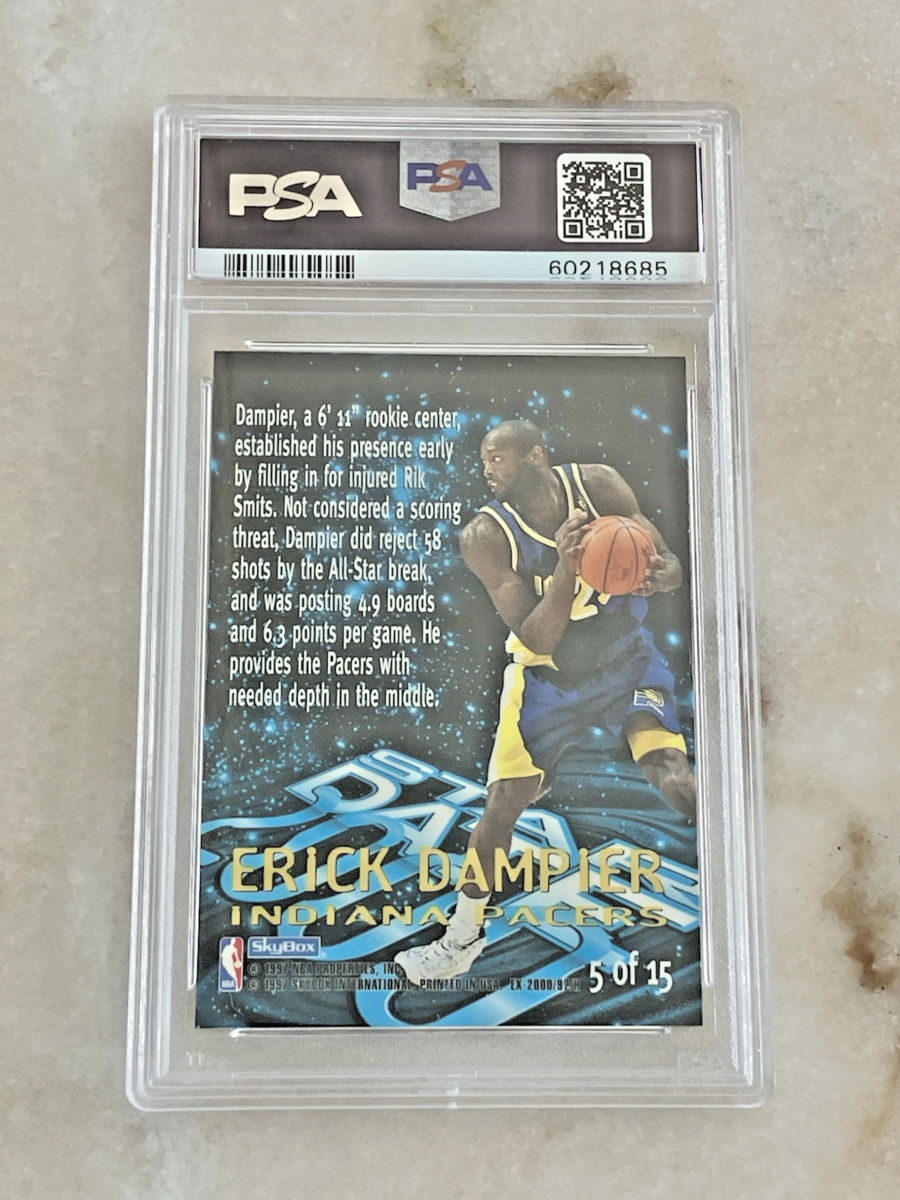 PSA
PSA
60218685
Dampier, a 6' 11" rookie center,
established his presence early
by filling in for injured Rik
Smits. Not considered a scoring
threat, Dampier did reject 58
shots by the All-Star break,
and was posting 4.9 boards
and 6.3 points per game. He
provides the Pacers with
needed depth in the middle.
STAR
DATE
ERICK DAMPIER
INDIANA PACERS
SkyBox
NBA
© 1997 NBA PROPERTIES, INC.
© 1997 SKYBOX INTERNATIONAL. PRINTED IN USA.
5 of 15